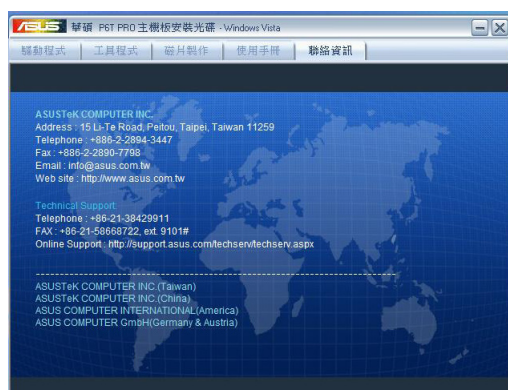 ASUS 華碩 P6T PRO 主機板安裝光碟 - Windows Vista
驅動程式 工具程式 磁片製作 使用手冊 聯絡資訊
ASUSTeK COMPUTER INC.
Address : 15 Li-Te Road, Peitou, Taipei, Taiwan 11259
Telephone : +886-2-2894-3447
Fax : +886-2-2890-7798
Email : info@asus.com.tw
Web site : http://www.asus.com.tw
Technical Support
Telephone : +86-21-38429911
FAX : +86-21-58668722, ext. 9101#
Online Support : http://support.asus.com/techserv/techserv.aspx
ASUSTeK COMPUTER INC.(Taiwan)
ASUSTeK COMPUTER INC.(China)
ASUS COMPUTER INTERNATIONAL(America)
ASUS COMPUTER GmbH(Germany & Austria)